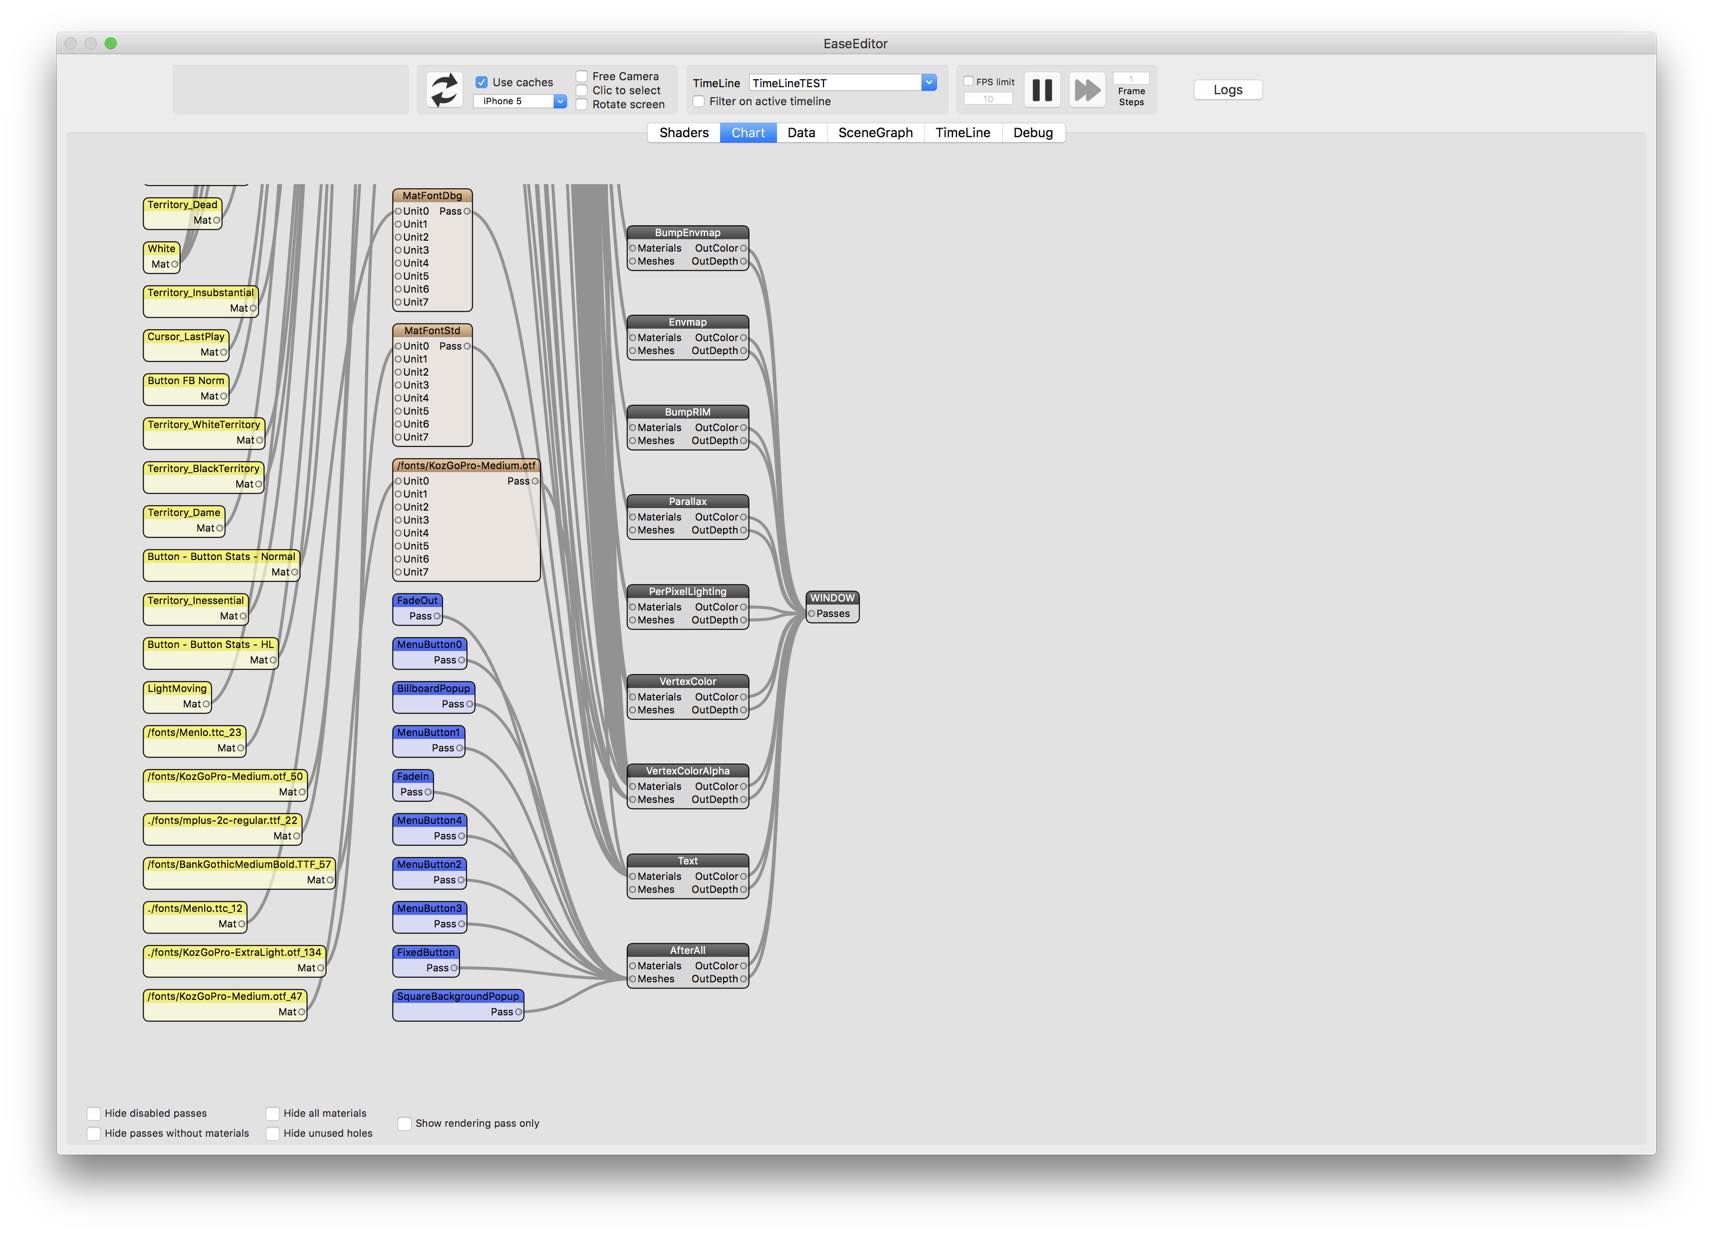 EaseEditor
Use caches
iPhone 5
Free Camera
Clic to select
Rotate screen
TimeLine TimeLineTEST
Filter on active timeline
FPS limit
10
1
Frame
Steps
Logs
Shaders Chart Data SceneGraph TimeLine Debug
Territory_Dead
Mat
White
Mat
Territory_Insubstantial
Mat
Cursor_LastPlay
Mat
Button FB Norm
Mat
Territory_WhiteTerritory
Mat
Territory_BlackTerritory
Mat
Territory_Dame
Mat
Button - Button Stats - Normal
Mat
Territory_Inessential
Mat
Button - Button Stats - HL
Mat
LightMoving
Mat
/fonts/Menlo.ttc_23
Mat
/fonts/KozGoPro-Medium.otf_50
Mat
./fonts/mplus-2c-regular.ttf_22
Mat
/fonts/BankGothicMediumBold.TTF_57
Mat
./fonts/Menlo.ttc_12
Mat
./fonts/KozGoPro-ExtraLight.otf_134
Mat
/fonts/KozGoPro-Medium.otf_47
Mat
MatFontDbg
Unit0 Pass
Unit1
Unit2
Unit3
Unit4
Unit5
Unit6
Unit7
MatFontStd
Unit0 Pass
Unit1
Unit2
Unit3
Unit4
Unit5
Unit6
Unit7
/fonts/KozGoPro-Medium.otf
Unit0 Pass
Unit1
Unit2
Unit3
Unit4
Unit5
Unit6
Unit7
FadeOut
Pass
MenuButton0
Pass
BillboardPopup
Pass
MenuButton1
Pass
FadeIn
Pass
MenuButton4
Pass
MenuButton2
Pass
MenuButton3
Pass
FixedButton
Pass
SquareBackgroundPopup
Pass
BumpEnvmap
Materials OutColor
Meshes OutDepth
Envmap
Materials OutColor
Meshes OutDepth
BumpRIM
Materials OutColor
Meshes OutDepth
Parallax
Materials OutColor
Meshes OutDepth
PerPixelLighting
Materials OutColor
Meshes OutDepth
VertexColor
Materials OutColor
Meshes OutDepth
VertexColorAlpha
Materials OutColor
Meshes OutDepth
Text
Materials OutColor
Meshes OutDepth
AfterAll
Materials OutColor
Meshes OutDepth
WINDOW
Passes
Hide disabled passes
Hide passes without materials
Hide all materials
Hide unused holes
Show rendering pass only